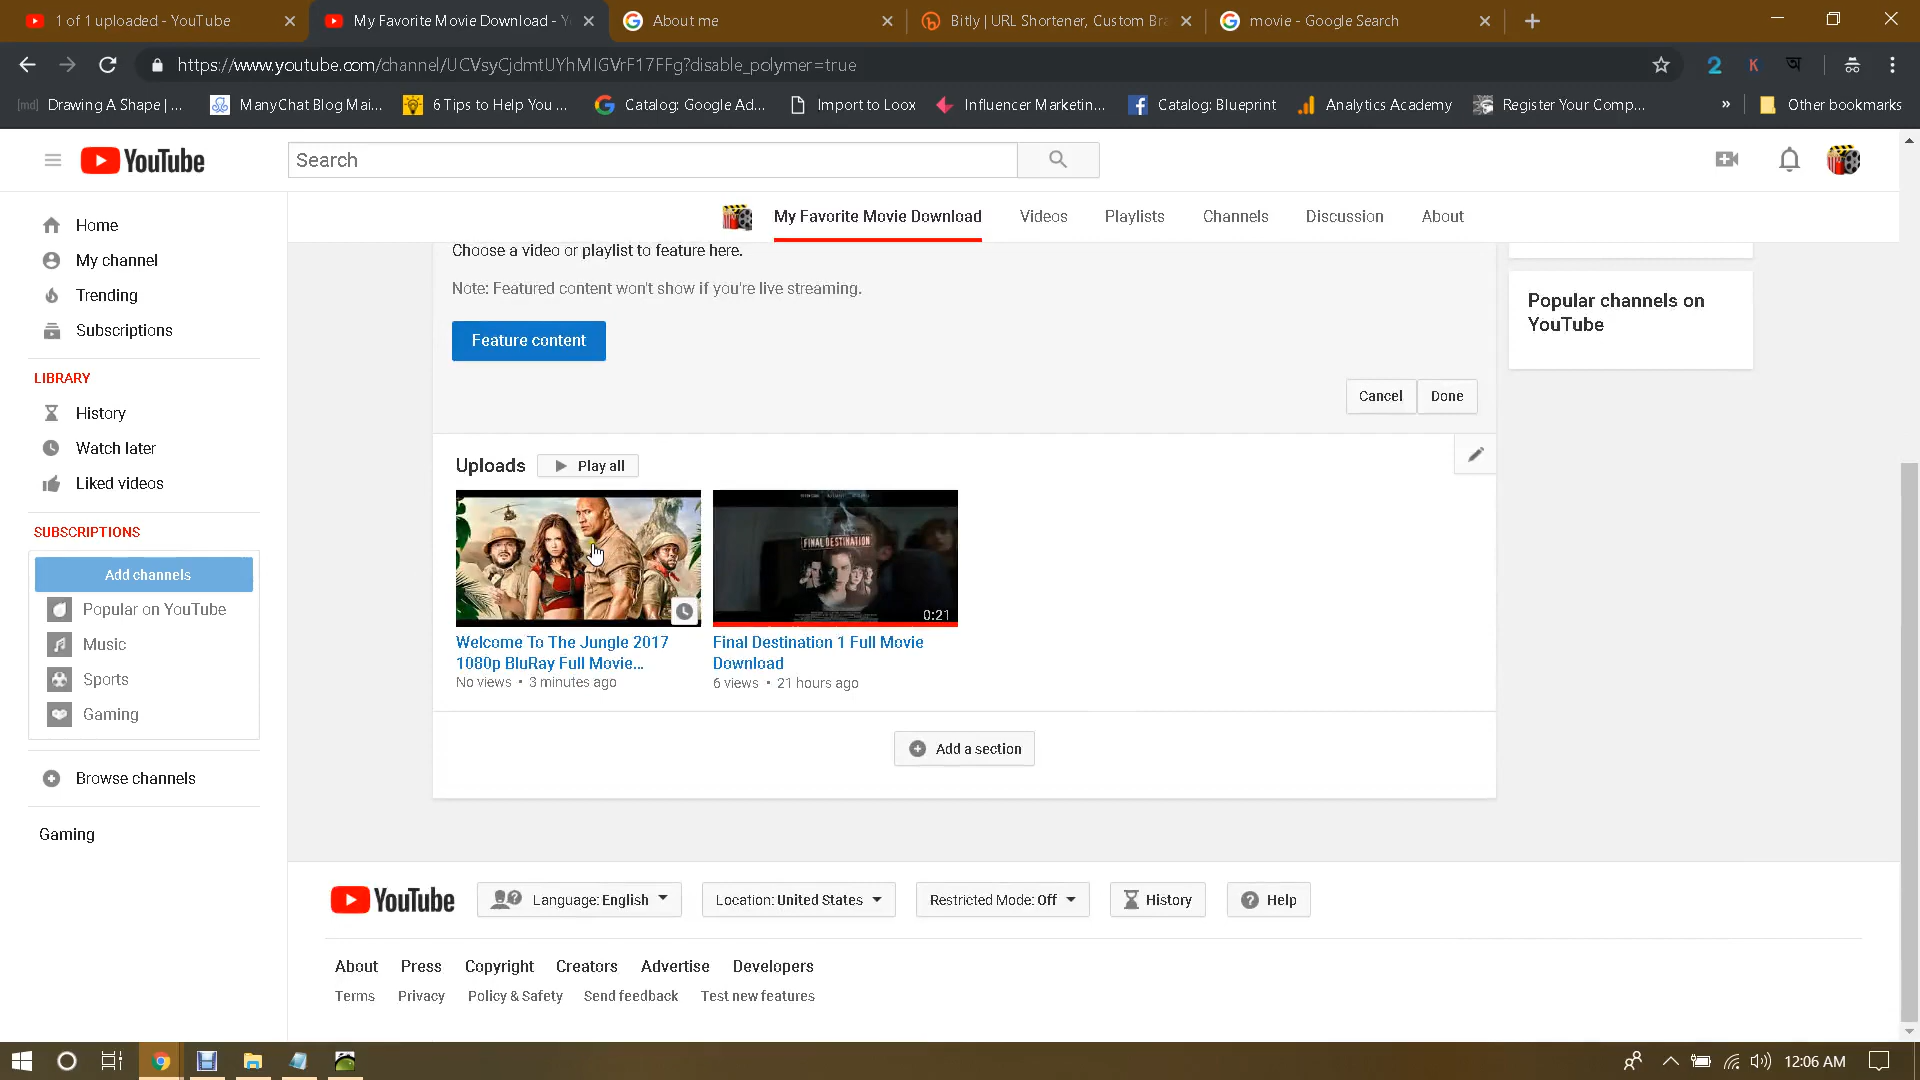 1 of 1 uploaded - YouTube
My Favorite Movie Download - Y
About me
Bitly | URL Shortener, Custom Bra
movie - Google Search
https://www.youtube.com/channel/UCVsyCjdmtUYhMIGVrF17FFg?disable_polymer=true
[md] Drawing A Shape | ...
ManyChat Blog Mai...
6 Tips to Help You ...
Catalog: Google Ad...
Import to Loox
Influencer Marketin...
Catalog: Blueprint
Analytics Academy
Register Your Comp...
»
Other bookmarks
YouTube
Search
My Favorite Movie Download
Videos
Playlists
Channels
Discussion
About
Home
My channel
Trending
Subscriptions
LIBRARY
History
Watch later
Liked videos
SUBSCRIPTIONS
Add channels
Popular on YouTube
Music
Sports
Gaming
Browse channels
Gaming
Choose a video or playlist to feature here.
Note: Featured content won't show if you're live streaming.
Feature content
Cancel
Done
Popular channels on
YouTube
Uploads
Play all
FINAL DESTINATION
0:21
Welcome To The Jungle 2017
1080p BluRay Full Movie...
No views • 3 minutes ago
Final Destination 1 Full Movie
Download
6 views • 21 hours ago
Add a section
YouTube
Language: English
Location: United States
Restricted Mode: Off
History
Help
About
Press
Copyright
Creators
Advertise
Developers
Terms
Privacy
Policy & Safety
Send feedback
Test new features
12:06 AM